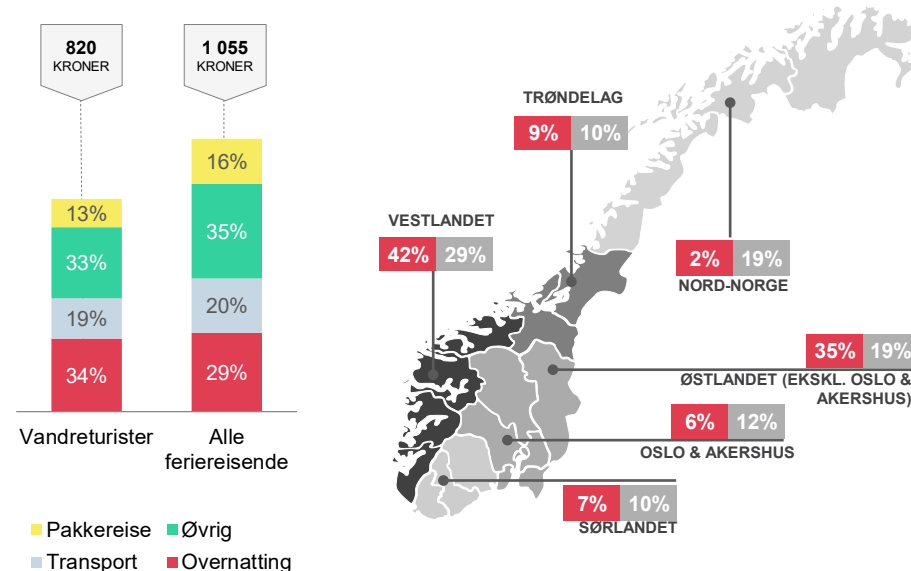 820
KRONER
1 055
KRONER
16%
13%
35%
33%
20%
19%
29%
34%
Vandreturister
Alle
feriereisende
Pakkereise
Øvrig
Transport
Overnatting
TRØNDELAG
9% 10%
VESTLANDET
42% 29%
2% 19%
NORD-NORGE
35% 19%
ØSTLANDET (EKSKL. OSLO &
AKERSHUS)
6% 12%
OSLO & AKERSHUS
7% 10%
SØRLANDET